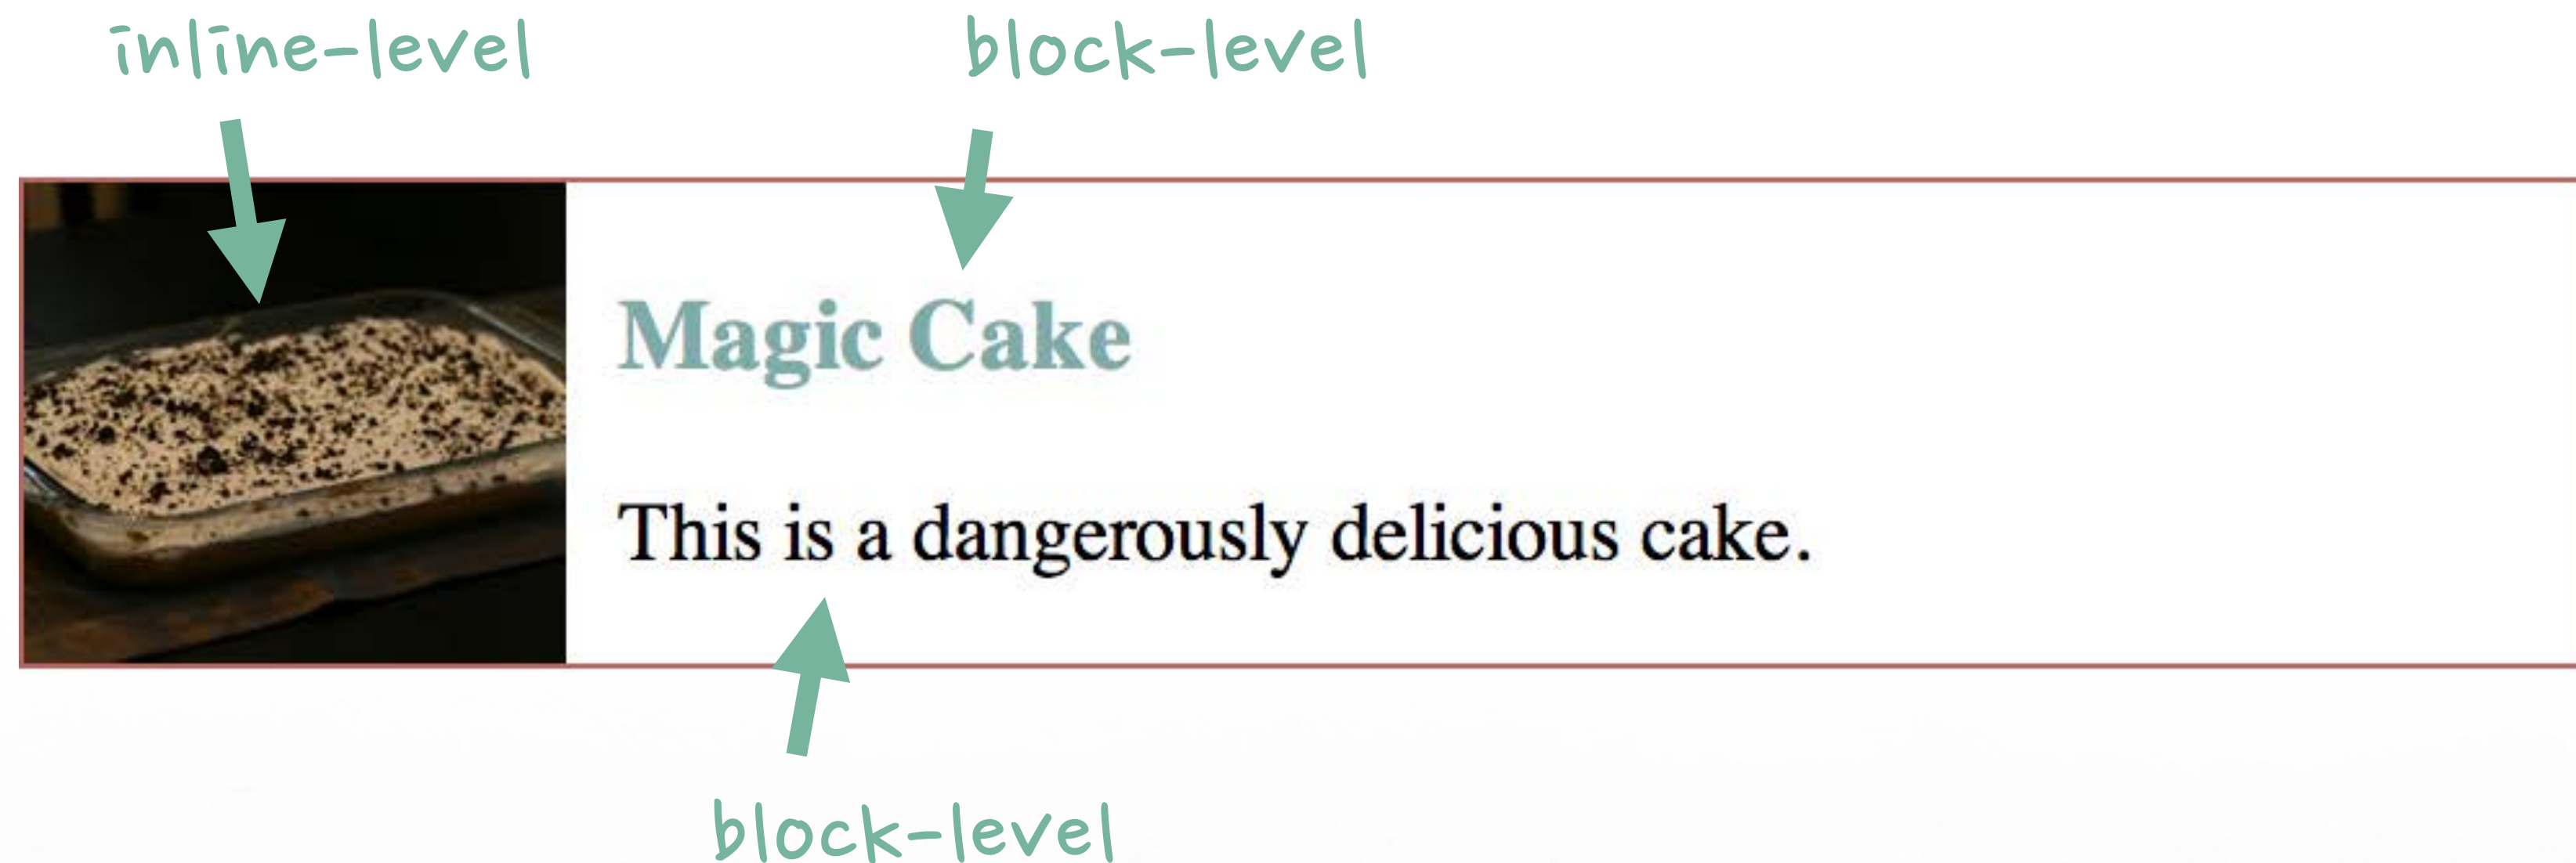 inline-level
block-level
Magic Cake
This is a dangerously delicious cake.
block-level